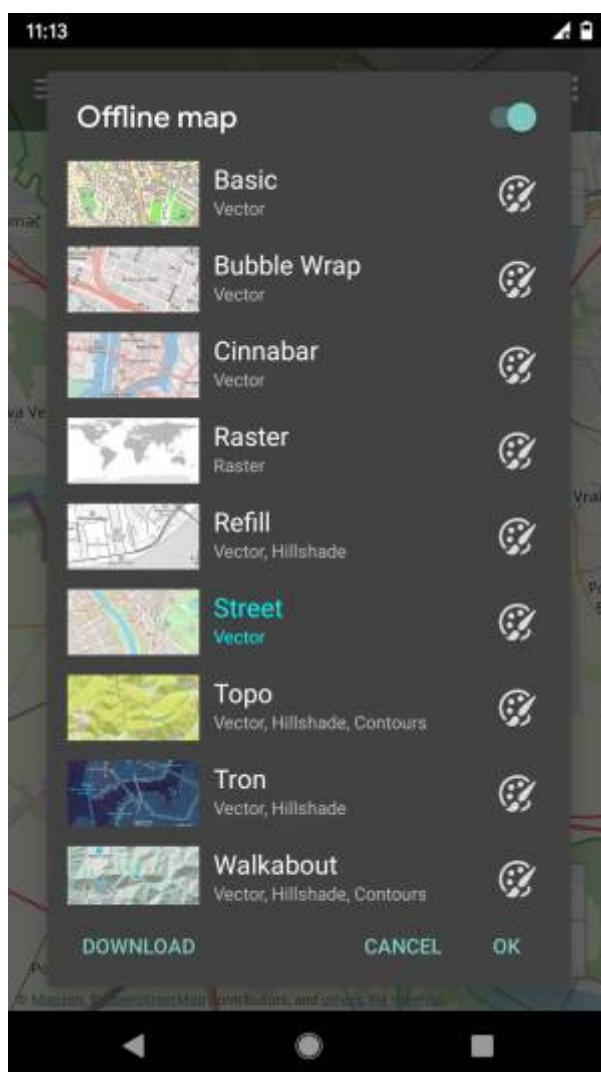 11:13
Offline map
Basic
Vector
Bubble Wrap
Vector
Cinnabar
Vector
Raster
Raster
Refill
Vector, Hillshade
Street
Vector
Topo
Vector, Hillshade, Contours
Tron
Vector, Hillshade
Walkabout
Vector, Hillshade, Contours
DOWNLOAD CANCEL OK